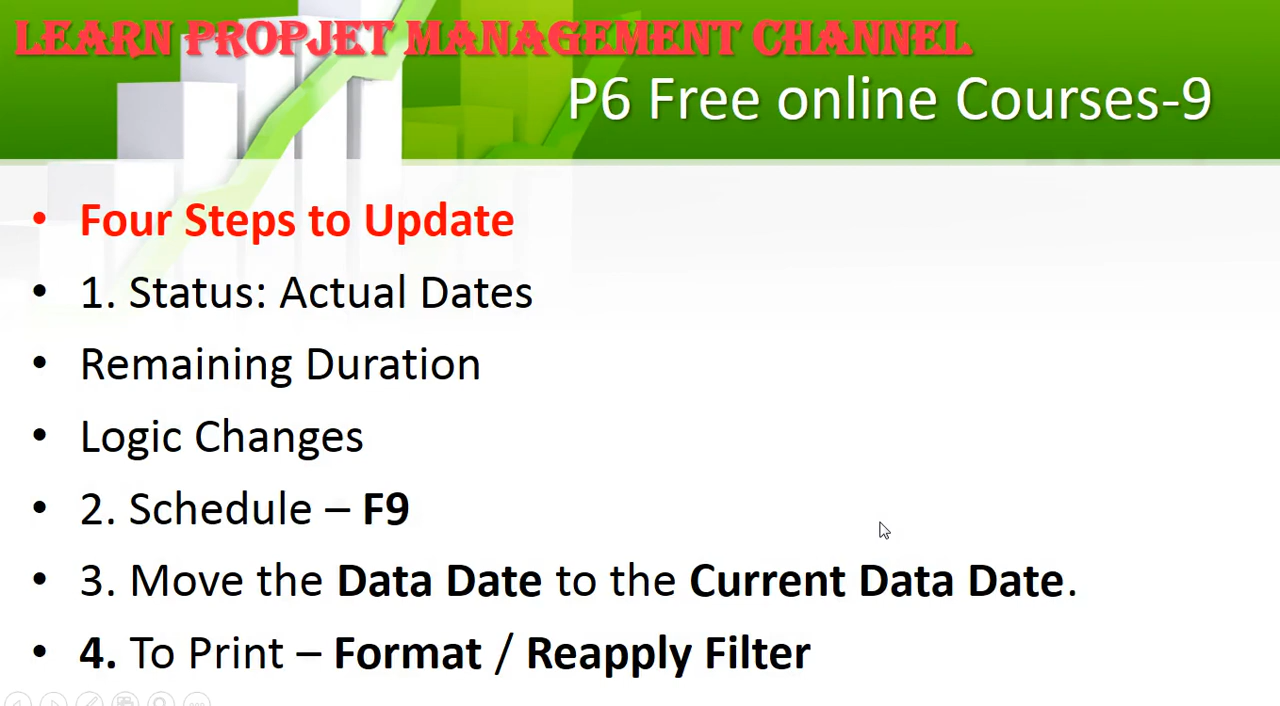 LEARN PROPJET MANAGEMENT CHANNEL
P6 Free online Courses-9
• Four Steps to Update
• 1. Status: Actual Dates
• Remaining Duration
• Logic Changes
• 2. Schedule – F9
• 3. Move the Data Date to the Current Data Date.
• 4. To Print – Format / Reapply Filter